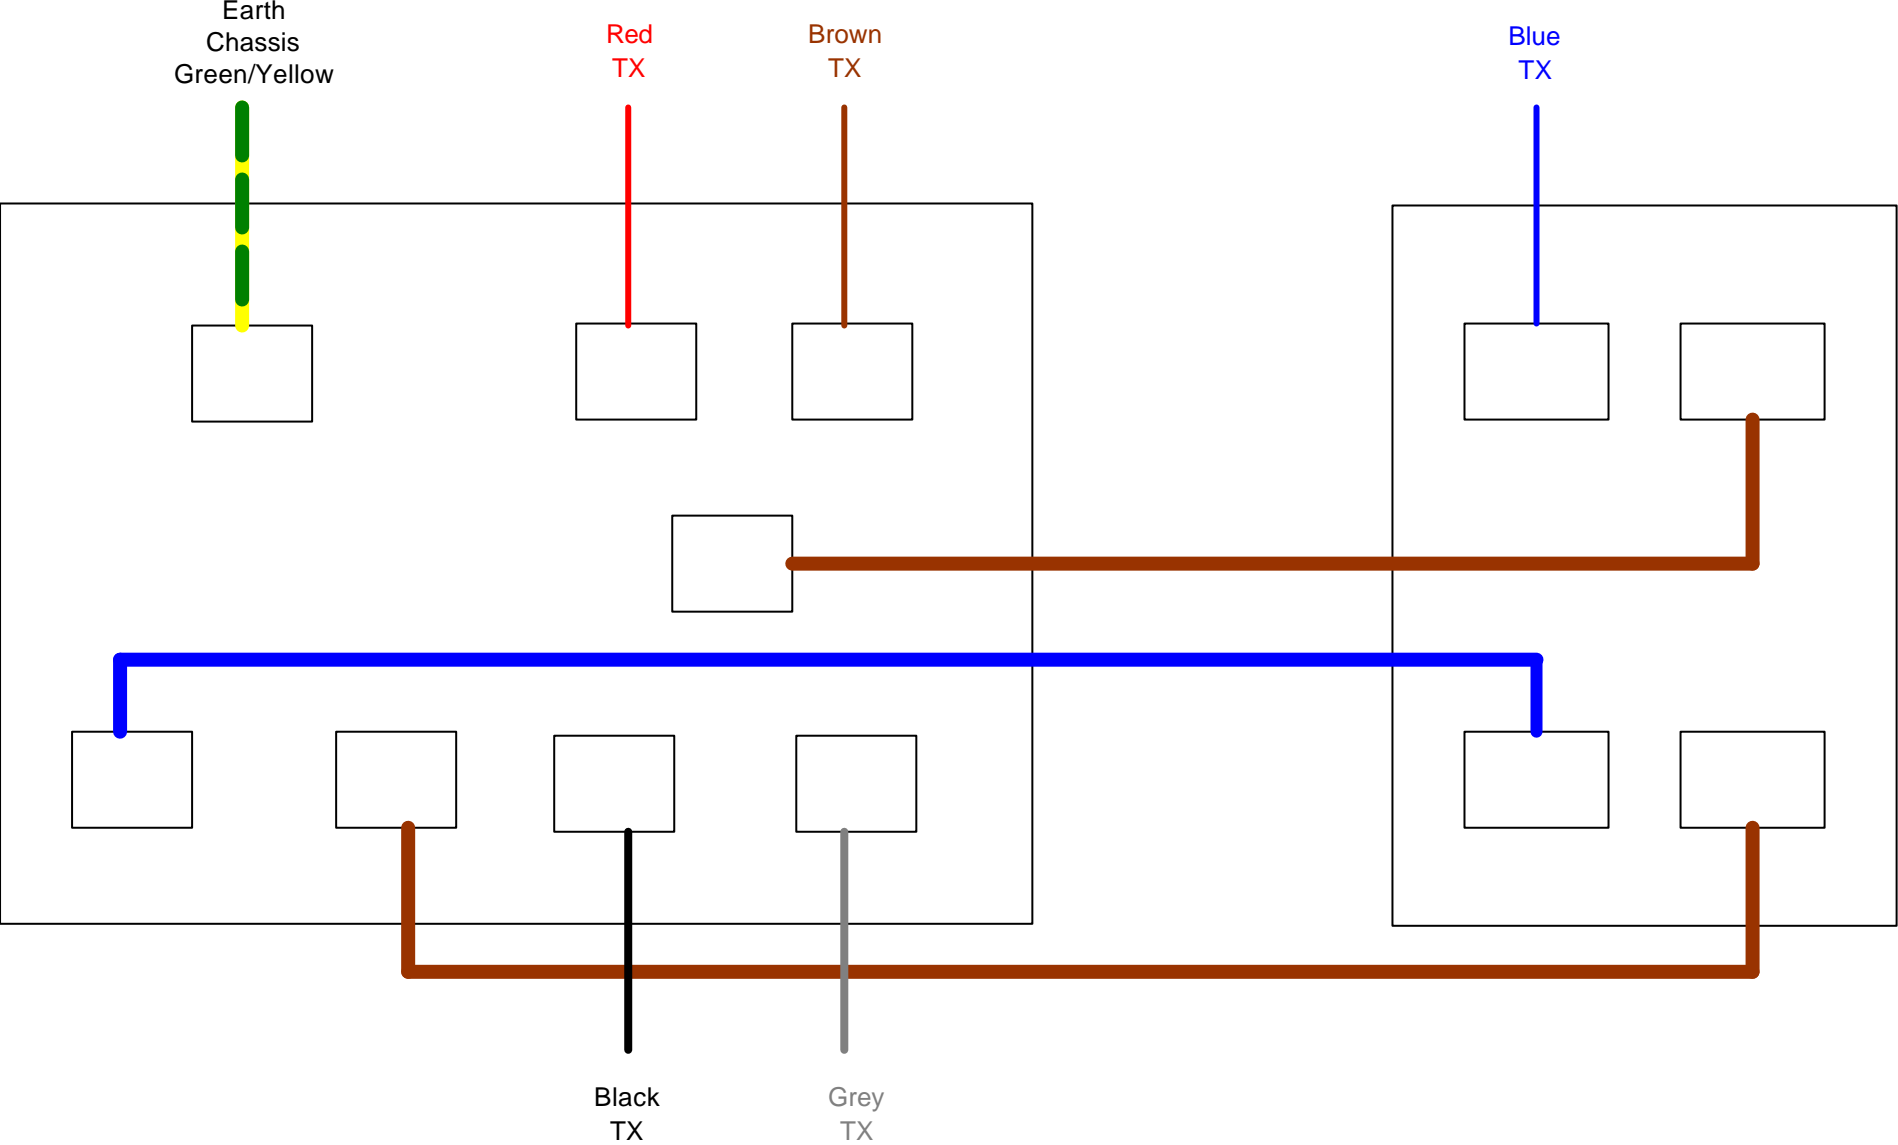 Earth
Chassis
Green/Yellow
Red
TX
Brown
TX
Blue
TX
Black
TX
Grey
TX